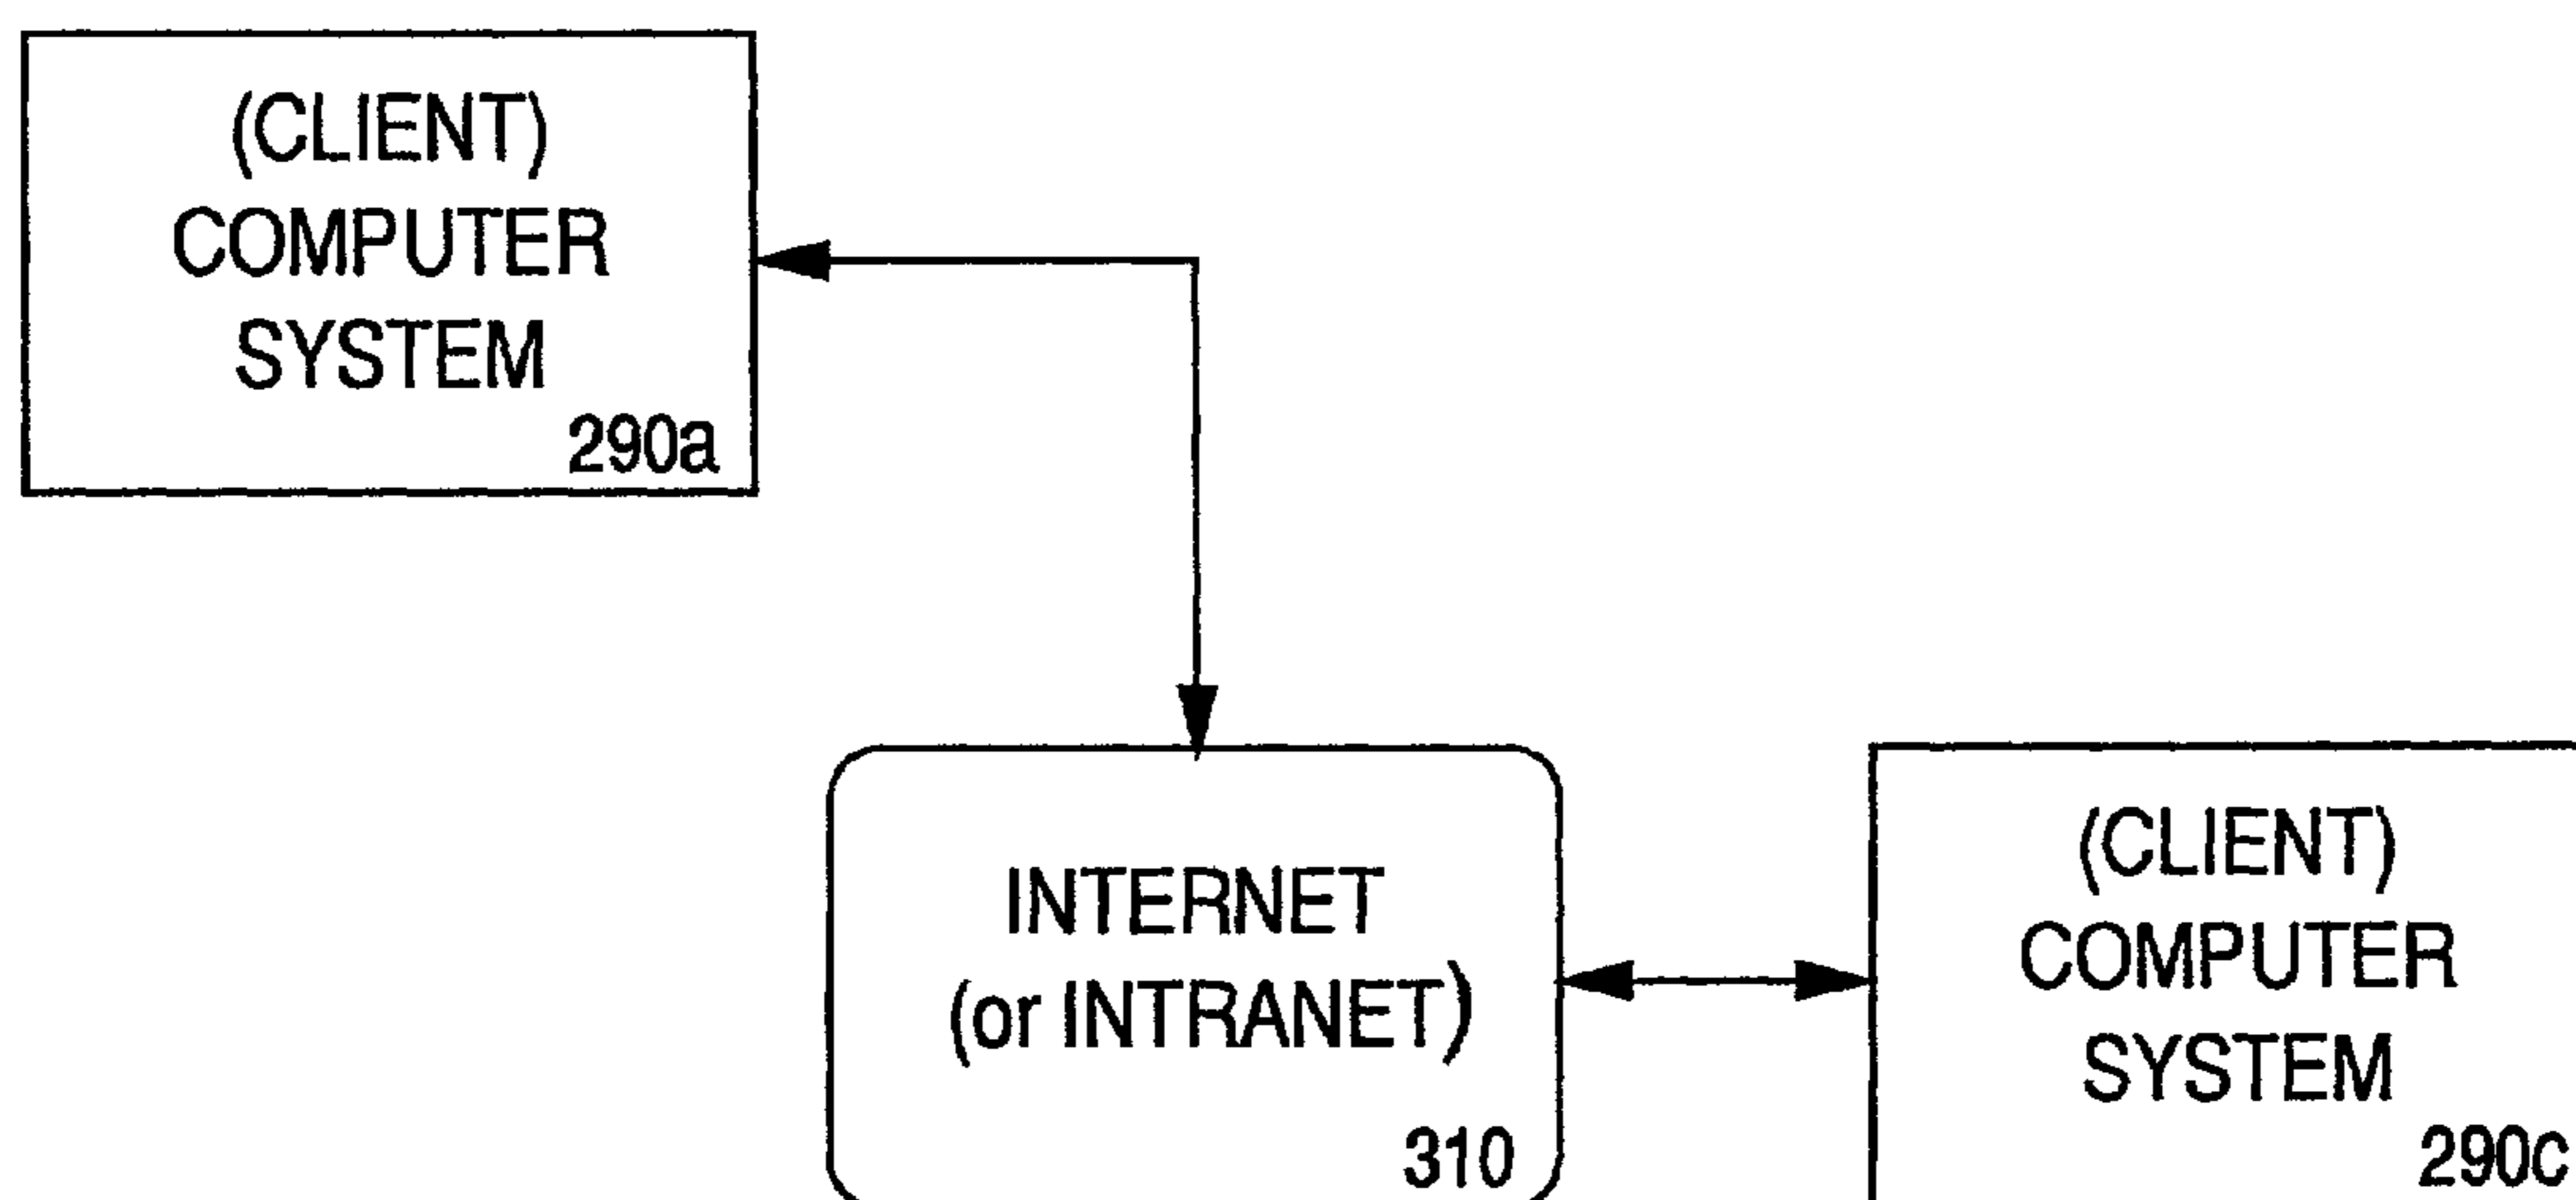 (CLIENT)
COMPUTER
SYSTEM
290a
INTERNET
(or INTRANET)
310
(CLIENT)
COMPUTER
SYSTEM
290c